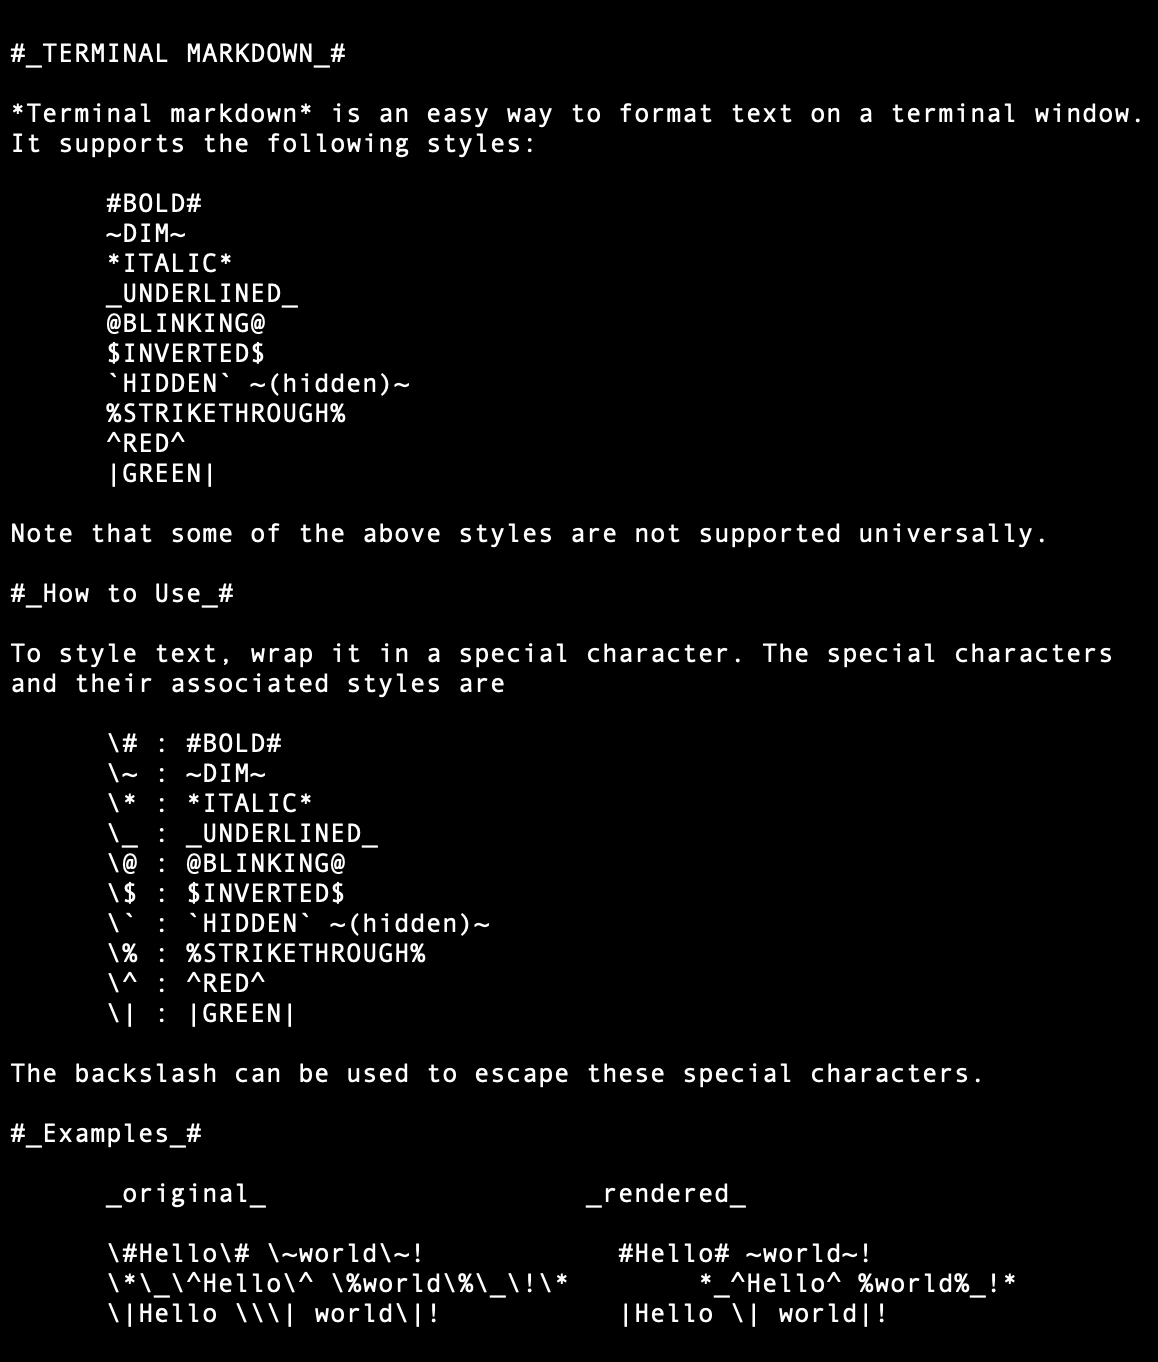 #_TERMINAL MARKDOWN_#
*Terminal markdown* is an easy way to format text on a terminal window.
It supports the following styles:
#BOLD#
~DIM~
*ITALIC*
_UNDERLINED_
@BLINKING@
$INVERTED$
`HIDDEN` ~(hidden)~
%STRIKETHROUGH%
^RED^
|GREEN|
Note that some of the above styles are not supported universally.
#_How to Use_#
To style text, wrap it in a special character. The special characters
and their associated styles are
\# : #BOLD#
\~ : ~DIM~
\* : *ITALIC*
\_ : _UNDERLINED_
\@ : @BLINKING@
\$ : $INVERTED$
\` : `HIDDEN` ~(hidden)~
\% : %STRIKETHROUGH%
\^ : ^RED^
\| : |GREEN|
The backslash can be used to escape these special characters.
#_Examples_#
_original_ _rendered_
\#Hello\# \~world\~! #Hello# ~world~!
\*\_\^Hello\^ \%world\%\_\!\* *_^Hello^ %world%_!*
\|Hello \\\| world\|! |Hello \| world|!